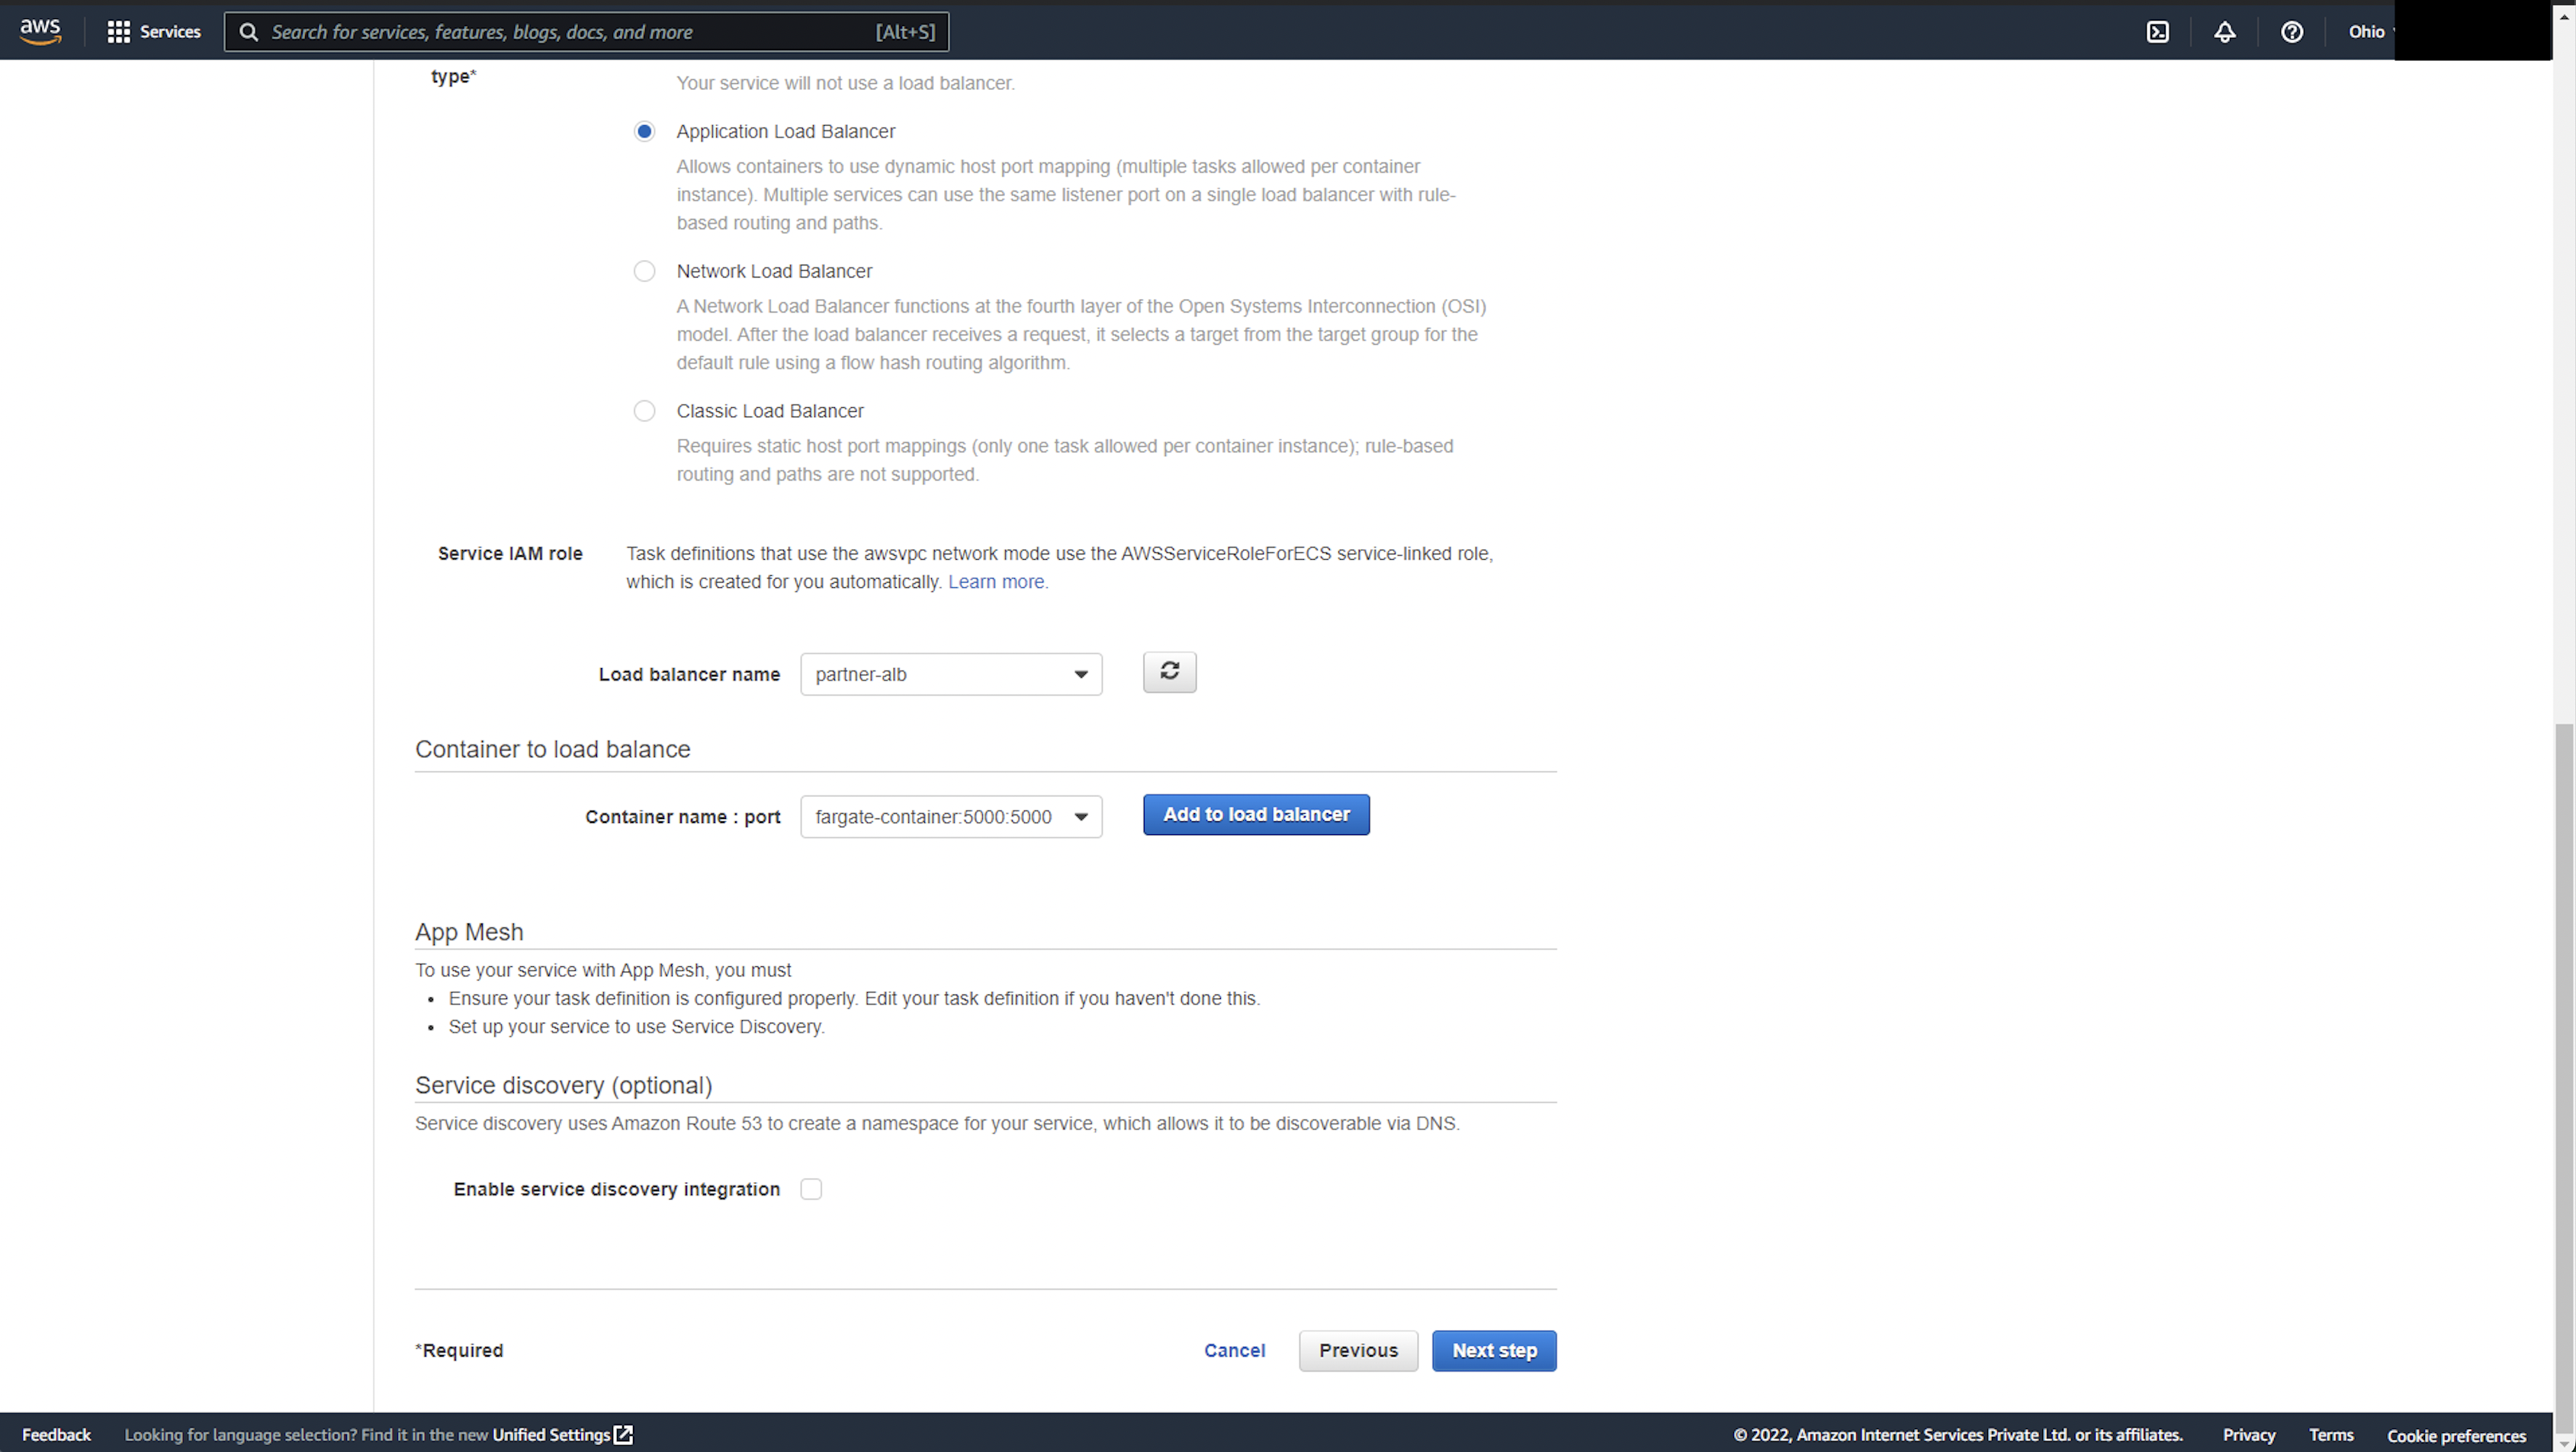 aws
Services
Search for services, features, blogs, docs, and more
[Alt+S]
Ohio
type*
Your service will not use a load balancer.
Application Load Balancer
Allows containers to use dynamic host port mapping (multiple tasks allowed per container
instance). Multiple services can use the same listener port on a single load balancer with rule-
based routing and paths.
Network Load Balancer
A Network Load Balancer functions at the fourth layer of the Open Systems Interconnection (OSI)
model. After the load balancer receives a request, it selects a target from the target group for the
default rule using a flow hash routing algorithm.
Classic Load Balancer
Requires static host port mappings (only one task allowed per container instance); rule-based
routing and paths are not supported.
Service IAM role
Task definitions that use the awsvpc network mode use the AWSServiceRoleForECS service-linked role,
which is created for you automatically. Learn more.
Load balancer name
partner-alb
Container to load balance
Container name : port
fargate-container:5000:5000
Add to load balancer
App Mesh
To use your service with App Mesh, you must
• Ensure your task definition is configured properly. Edit your task definition if you haven't done this.
• Set up your service to use Service Discovery.
Service discovery (optional)
Service discovery uses Amazon Route 53 to create a namespace for your service, which allows it to be discoverable via DNS.
Enable service discovery integration
*Required
Cancel
Previous
Next step
Feedback
Looking for language selection? Find it in the new Unified Settings
© 2022, Amazon Internet Services Private Ltd. or its affiliates.
Privacy
Terms
Cookie preferences